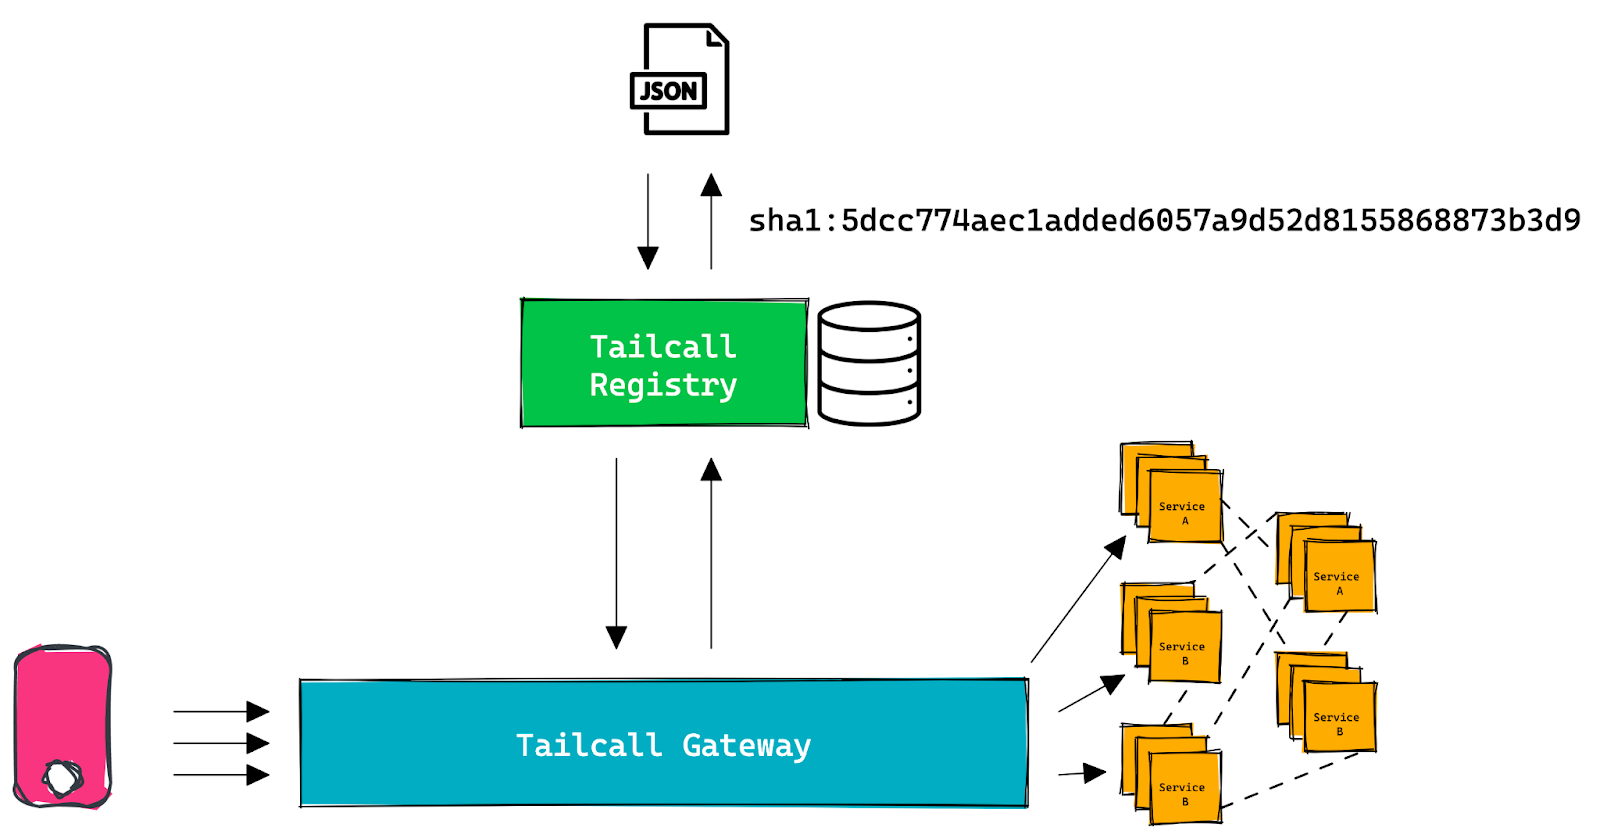 JSON
sha1:5dcc774aec1added6057a9d52d8155868873b3d9
Tailcall
Registry
Service
A
Service
A
Service
B
Service
B
Tailcall Gateway
Service
B